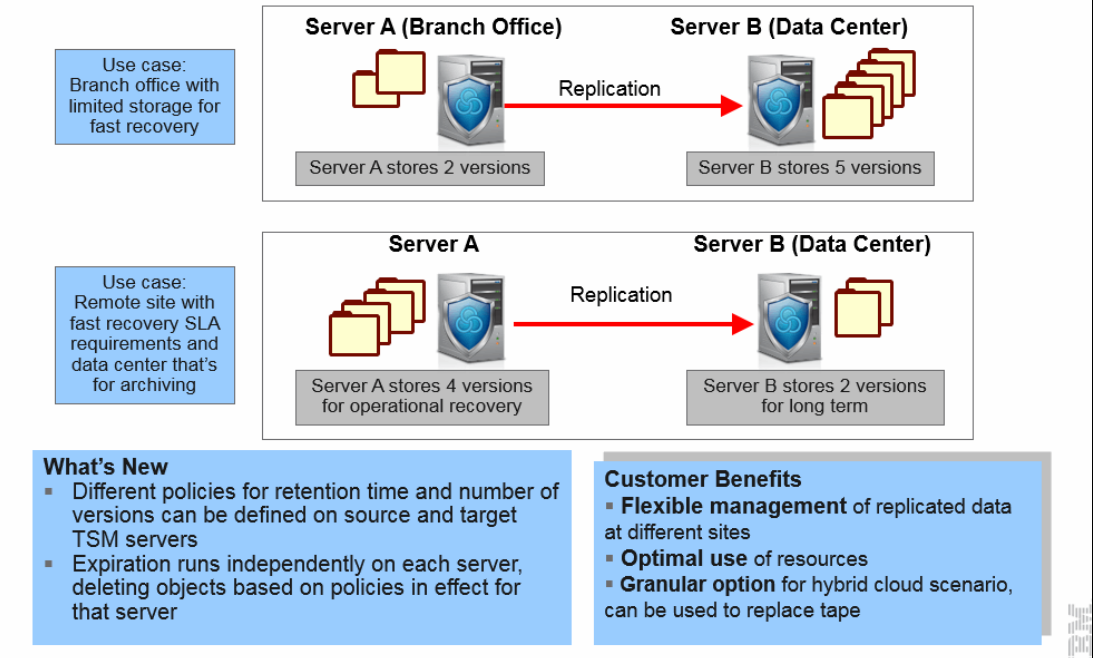 Server A (Branch Office)
Server B (Data Center)
Use case:
Branch office with
limited storage for
fast recovery
Replication
Server A stores 2 versions
Server B stores 5 versions
Server A
Server B (Data Center)
Use case:
Remote site with
fast recovery SLA
requirements and
data center that's
for archiving
Replication
Server A stores 4 versions
for operational recovery
Server B stores 2 versions
for long term
What's New
▪ Different policies for retention time and number of
versions can be defined on source and target
TSM servers
▪ Expiration runs independently on each server,
deleting objects based on policies in effect for
that server
Customer Benefits
▪ Flexible management of replicated data
at different sites
▪ Optimal use of resources
▪ Granular option for hybrid cloud scenario,
can be used to replace tape
IBM